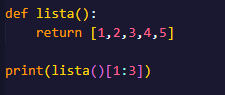 def lista():
    return [1,2,3,4,5]

print(lista()[1:3])